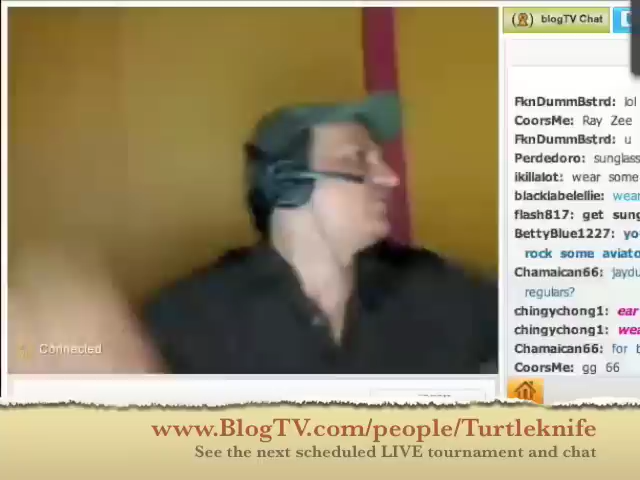 blogTV Chat
FknDummBstrd: lol
CoorsMe: Ray Zee
FknDummBstrd: u
Perdedoro: sunglass
ikillalot: wear some
blacklabelellie: wea
flash817: get sung
BettyBlue1227: yo
rock some aviato
Chamaican66: jaydu
regulars?
chingychong1: ear
chingychong1: wea
Chamaican66: for b
CoorsMe: gg 66
Connected
www.BlogTV.com/people/Turtleknife
See the next scheduled LIVE tournament and chat